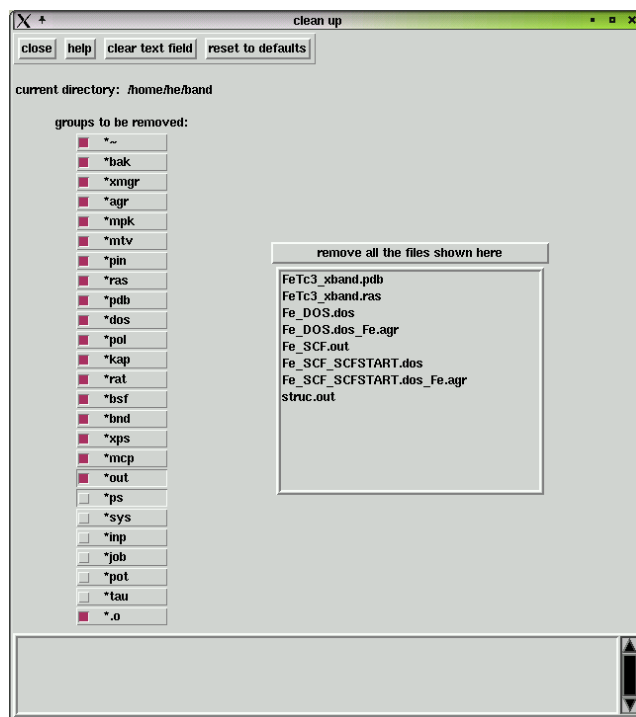 clean up
close help clear text field reset to defaults
current directory: /home/he/band
groups to be removed:
*~
*bak
*xmgr
*agr
*mpk
*mtv
*pin
*ras
*pdb
*dos
*pol
*kap
*rat
*bsf
*bnd
*xps
*mcp
*out
*ps
*sys
*inp
*job
*pot
*tau
*.o
remove all the files shown here
FeTc3_xband.pdb
FeTc3_xband.ras
Fe_DOS.dos
Fe_DOS.dos_Fe.agr
Fe_SCF.out
Fe_SCF_SCFSTART.dos
Fe_SCF_SCFSTART.dos_Fe.agr
struc.out